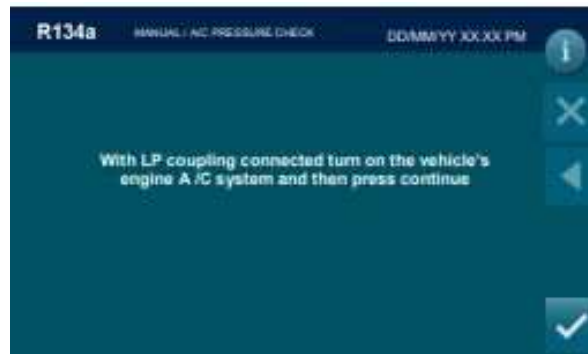 R134a
MANUAL / A/C PRESSURE CHECK
DD/MM/YY XX.XX PM
With LP coupling connected turn on the vehicle's
engine A /C system and then press continue